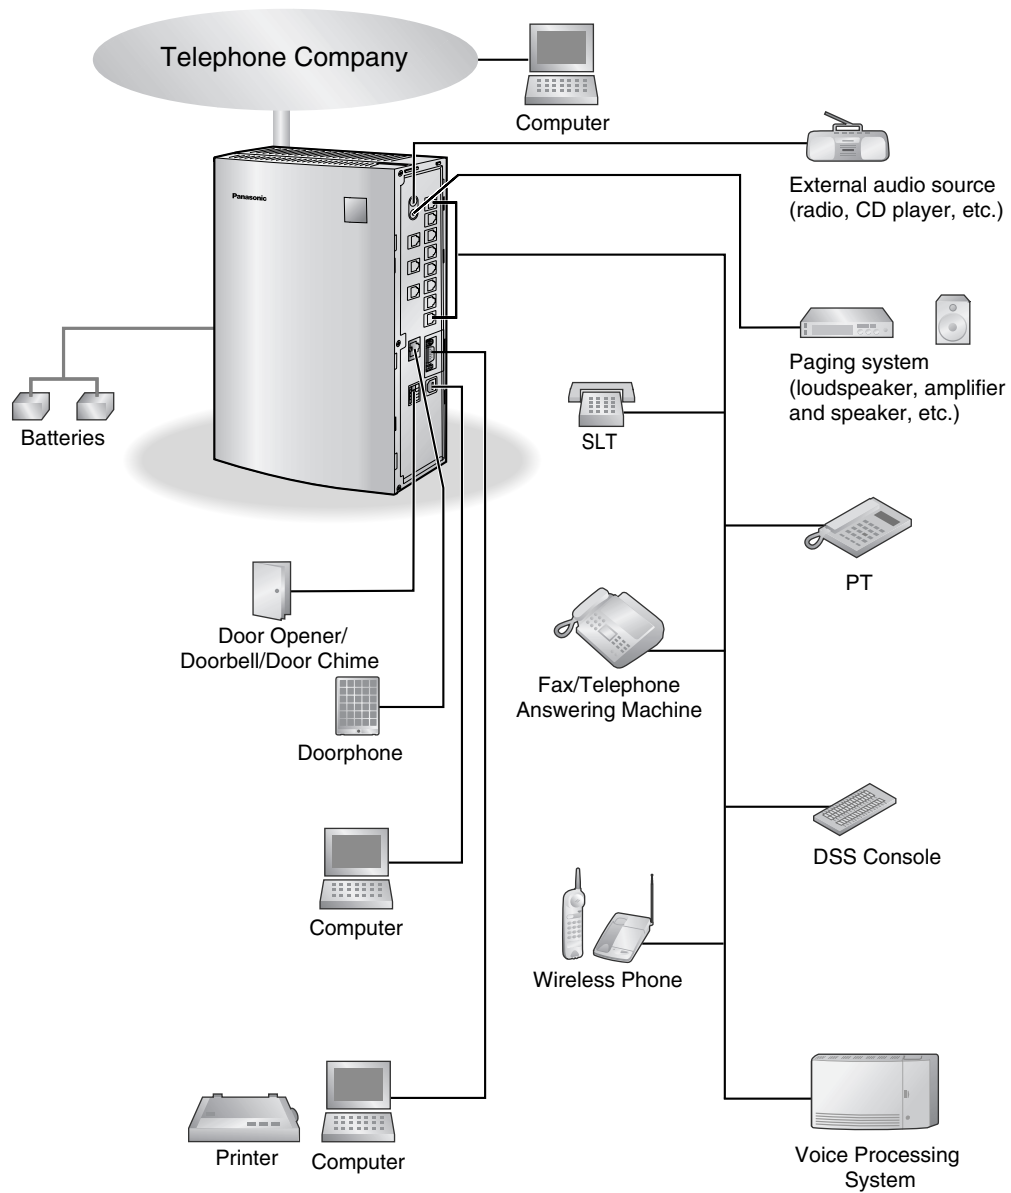 Telephone Company
Computer
External audio source
(radio, CD player, etc.)
Panasonic
Paging system
(loudspeaker, amplifier
and speaker, etc.)
Batteries
SLT
PT
Door Opener/
Doorbell/Door Chime
Fax/Telephone
Answering Machine
Doorphone
DSS Console
Computer
Wireless Phone
Printer
Computer
Voice Processing
System